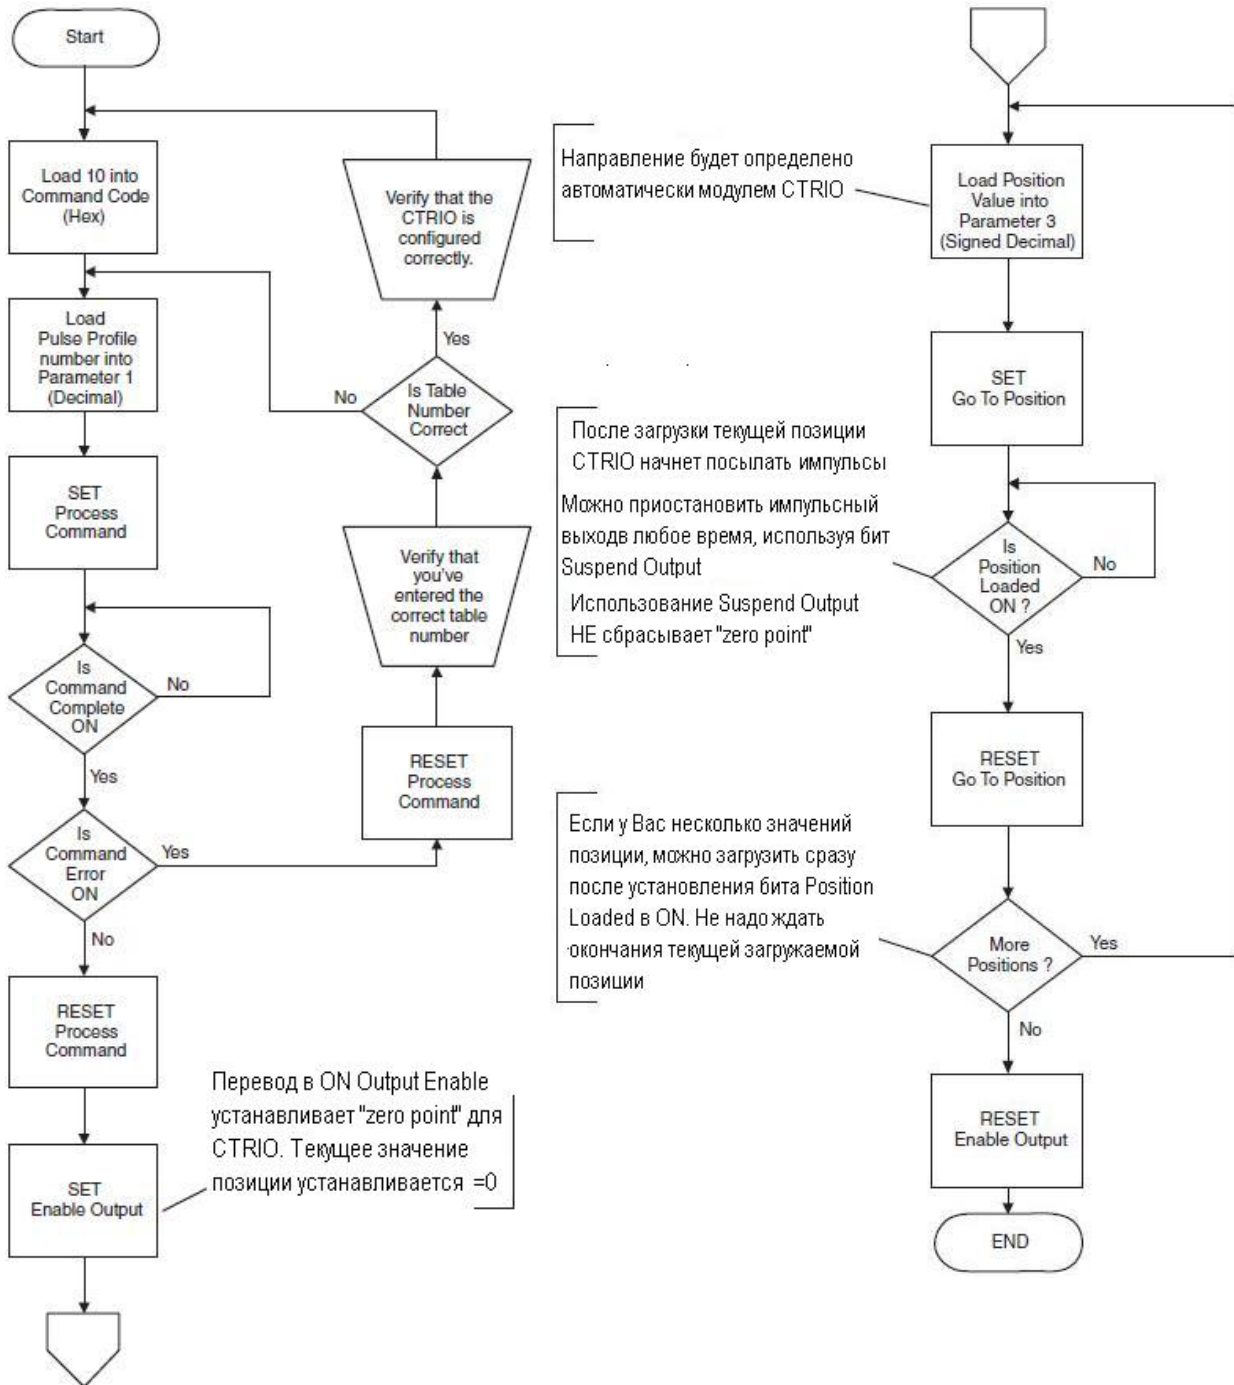 Start
Load 10 into
Command Code
(Hex)
Load
Pulse Profile
number into
Parameter 1
(Decimal)
SET
Process
Command
Is
Command
Complete
ON
No
Yes
Is
Command
Error
ON
Yes
No
RESET
Process
Command
SET
Enable Output
Перевод в ON Output Enable
устанавливает "zero point" для
CTRIO. Текущее значение
позиции устанавливается =0
Verify that the
CTRIO is
configured
correctly.
Yes
No
Is Table
Number
Correct
Verify that
you've
entered the
correct table
number
RESET
Process
Command
Направление будет определено
автоматически модулем CTRIO
После загрузки текущей позиции
CTRIO начнет посылать импульсы
Можно приостановить импульсный
выходв любое время, используя бит
Suspend Output
Использование Suspend Output
НЕ сбрасывает "zero point"
Если у Вас несколько значений
позиции, можно загрузить сразу
после установления бита Position
Loaded в ON. Не надо ждать
окончания текущей загружаемой
позиции
Load Position
Value into
Parameter 3
(Signed Decimal)
SET
Go To Position
Is
Position
Loaded
ON ?
No
Yes
RESET
Go To Position
More
Positions ?
Yes
No
RESET
Enable Output
END